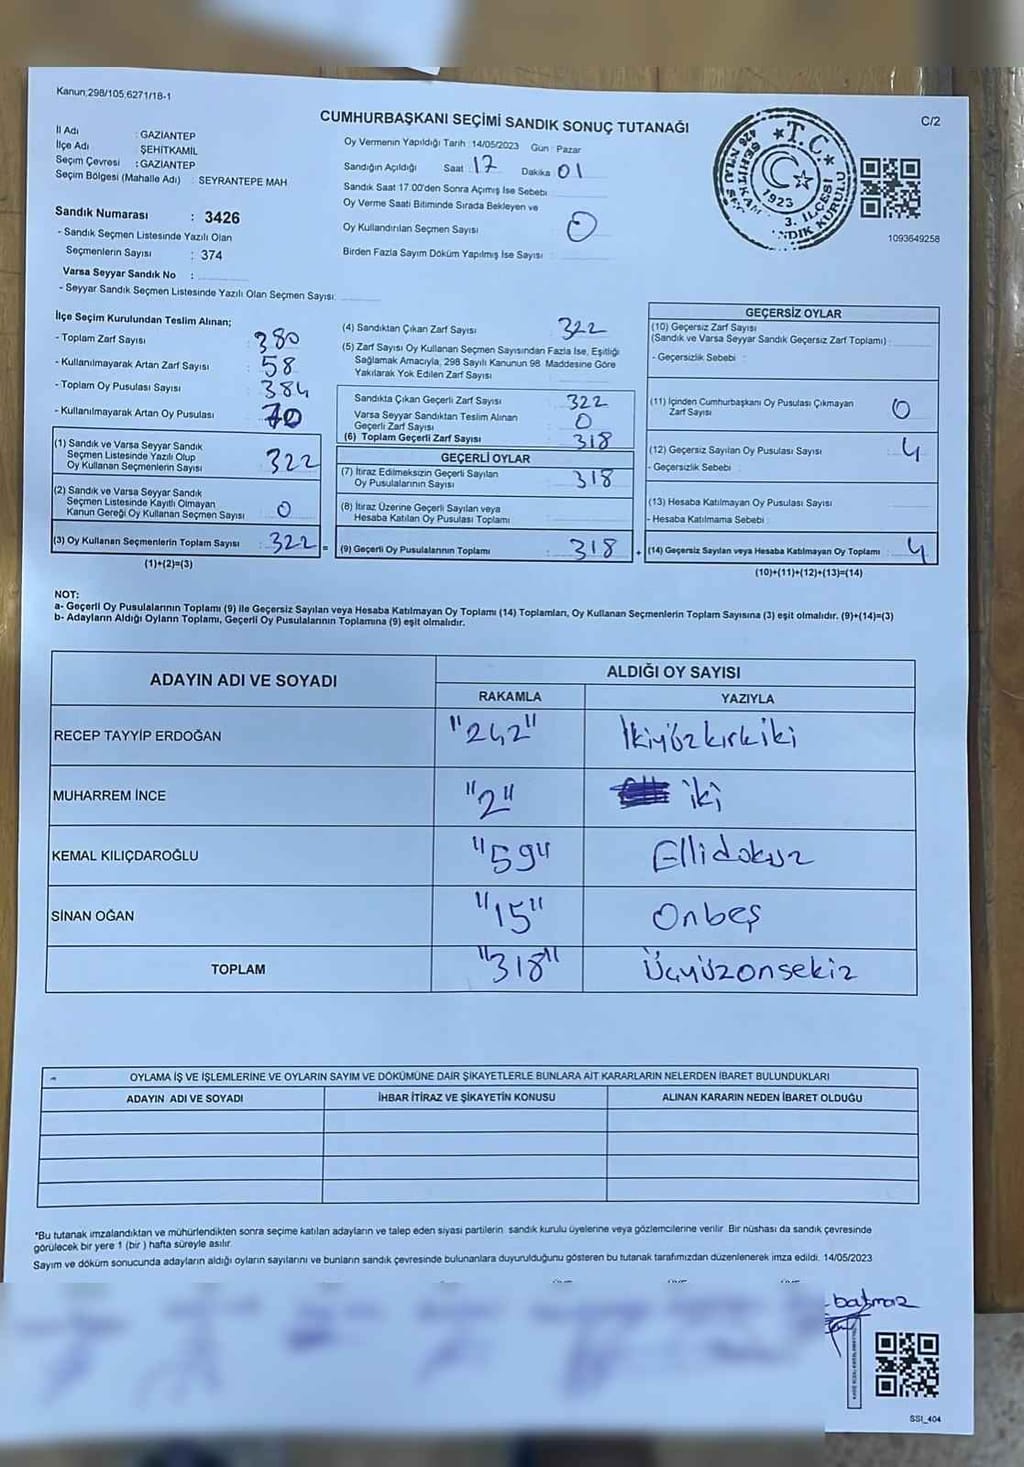 Kanun;298/105,6271/18-1
CUMHURBAŞKANI SEÇİMİ SANDIK SONUÇ TUTANAĞI
C/2
İl Adı : GAZİANTEP
İlçe Adı : ŞEHİTKAMİL
Seçim Çevresi : GAZİANTEP
Seçim Bölgesi (Mahalle Adı) SEYRANTEPE MAH
Sandık Numarası : 3426
- Sandık Seçmen Listesinde Yazılı Olan
Seçmenlerin Sayısı : 374
Varsa Seyyar Sandık No :
- Seyyar Sandık Seçmen Listesinde Yazılı Olan Seçmen Sayısı:
Oy Vermenin Yapıldığı Tarih :14/05/2023 Gün : Pazar
Sandığın Açıldığı Saat : 17 Dakika 01
Sandık Saat 17.00'den Sonra Açımış İse Sebebi
Oy Verme Saati Bitiminde Sırada Bekleyen ve
Oy Kullandırılan Seçmen Sayısı 0
Birden Fazla Sayım Döküm Yapılmış İse Sayısı
T.C.
1923
3. İLÇESİ
1093649258
İlçe Seçim Kurulundan Teslim Alınan;
- Toplam Zarf Sayısı 380
- Kullanılmayarak Artan Zarf Sayısı 58
- Toplam Oy Pusulası Sayısı 384
- Kullanılmayarak Artan Oy Pusulası 70
(1) Sandık ve Varsa Seyyar Sandık
Seçmen Listesinde Yazılı Olup
Oy Kullanan Seçmenlerin Sayısı 322
(2) Sandık ve Varsa Seyyar Sandık
Seçmen Listesinde Kayıtlı Olmayan
Kanun Gereği Oy Kullanan Seçmen Sayısı 0
(3) Oy Kullanan Seçmenlerin Toplam Sayısı : 322 =
(1)+(2)=(3)
(4) Sandıktan Çıkan Zarf Sayısı 322
(5) Zarf Sayısı Oy Kullanan Seçmen Sayısından Fazla İse, Eşitliği
Sağlamak Amacıyla, 298 Sayılı Kanunun 98. Maddesine Göre
Yakılarak Yok Edilen Zarf Sayısı
Sandıkta Çıkan Geçerli Zarf Sayısı 322
Varsa Seyyar Sandıktan Teslim Alınan
Geçerli Zarf Sayısı 0
(6) Toplam Geçerli Zarf Sayısı 318
GEÇERLİ OYLAR
(7) İtiraz Edilmeksizin Geçerli Sayılan
Oy Pusulalarının Sayısı 318
(8) İtiraz Üzerine Geçerli Sayılan veya
Hesaba Katılan Oy Pusulası Toplamı
(9) Geçerli Oy Pusulalarının Toplamı 318 +
GEÇERSİZ OYLAR
(10) Geçersiz Zarf Sayısı
(Sandık ve Varsa Seyyar Sandık Geçersiz Zarf Toplamı) :
- Geçersizlik Sebebi :
(11) İçinden Cumhurbaşkanı Oy Pusulası Çıkmayan
Zarf Sayısı 0
(12) Geçersiz Sayılan Oy Pusulası Sayısı 4
- Geçersizlik Sebebi
(13) Hesaba Katılmayan Oy Pusulası Sayısı
- Hesaba Katılmama Sebebi
(14) Geçersiz Sayılan veya Hesaba Katılmayan Oy Toplamı 4
(10)+(11)+(12)+(13)=(14)
NOT:
a- Geçerli Oy Pusulalarının Toplamı (9) ile Geçersiz Sayılan veya Hesaba Katılmayan Oy Toplamı (14) Toplamları, Oy Kullanan Seçmenlerin Toplam Sayısına (3) eşit olmalıdır. (9)+(14)=(3)
b- Adayların Aldığı Oyların Toplamı, Geçerli Oy Pusulalarının Toplamına (9) eşit olmalıdır.
ADAYIN ADI VE SOYADI
ALDIĞI OY SAYISI
RAKAMLA YAZIYLA
RECEP TAYYİP ERDOĞAN "242" İkiyüzkırkiki
MUHARREM İNCE "2" iki
KEMAL KILIÇDAROĞLU "59" Ellidokuz
SİNAN OĞAN "15" Onbeş
TOPLAM "318" Üçyüzonsekiz
OYLAMA İŞ VE İŞLEMLERİNE VE OYLARIN SAYIM VE DÖKÜMÜNE DAİR ŞİKAYETLERLE BUNLARA AİT KARARLARIN NELERDEN İBARET BULUNDUKLARI
ADAYIN ADI VE SOYADI İHBAR İTİRAZ VE ŞİKAYETİN KONUSU ALINAN KARARIN NEDEN İBARET OLDUĞU
*Bu tutanak imzalandıktan ve mühürlendikten sonra seçime katılan adayların ve talep eden siyasi partilerin sandık kurulu üyelerine veya gözlemcilerine verilir. Bir nüshası da sandık çevresinde
görülecek bir yere 1 (bir ) hafta süreyle asılır.
Sayım ve döküm sonucunda adayların aldığı oyların sayılarını ve bunların sandık çevresinde bulunanlara duyurulduğunu gösteren bu tutanak tarafımızdan düzenlenerek imza edildi. 14/05/2023
SSI_404